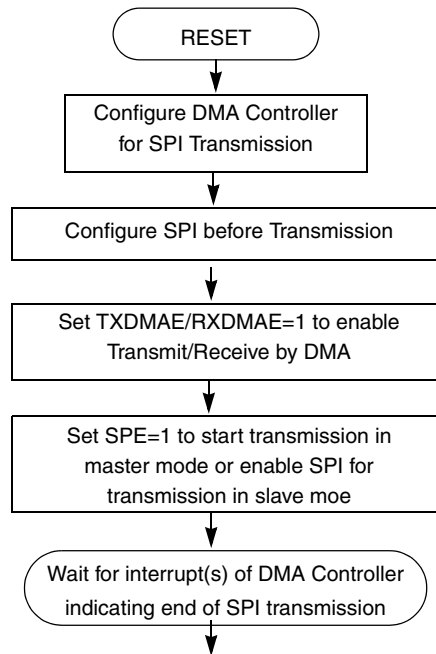 RESET
Configure DMA Controller
for SPI Transmission
Configure SPI before Transmission
Set TXDMAE/RXDMAE=1 to enable
Transmit/Receive by DMA
Set SPE=1 to start transmission in
master mode or enable SPI for
transmission in slave moe
Wait for interrupt(s) of DMA Controller
indicating end of SPI transmission